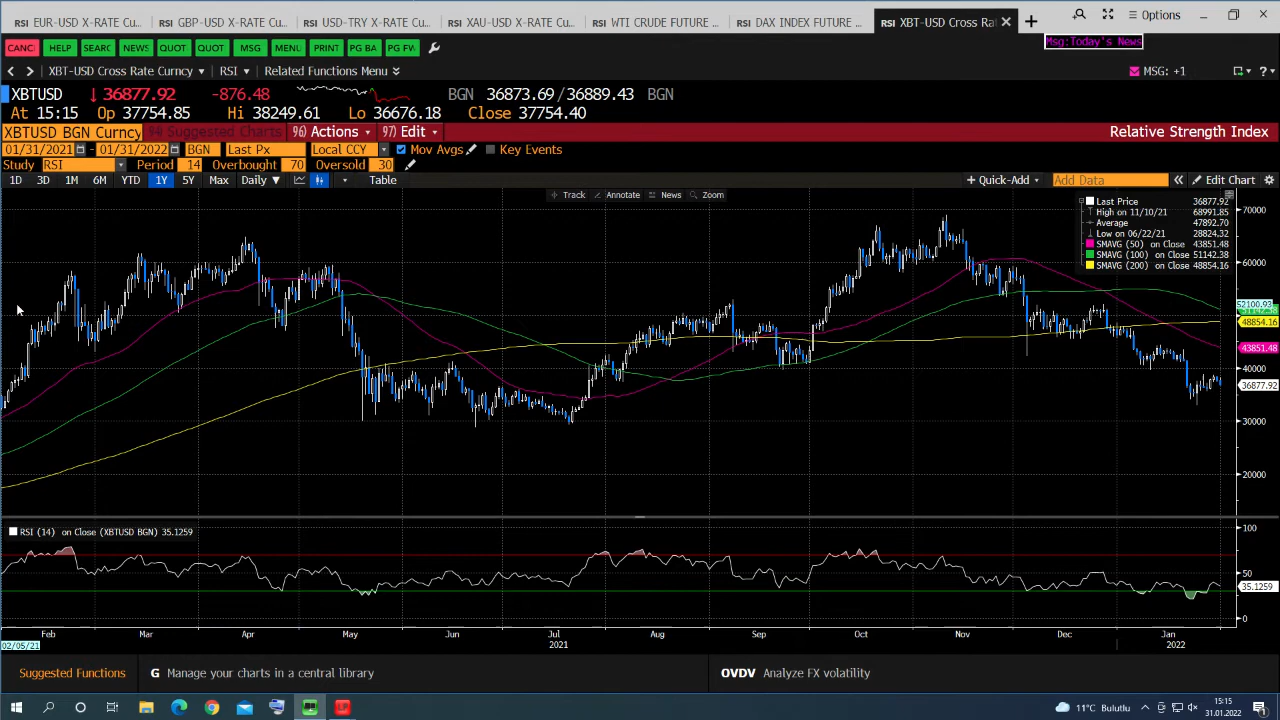 RSI EUR-USD X-RATE Cu... RSI GBP-USD X-RATE Cu... RSI USD-TRY X-RATE Cu... RSI XAU-USD X-RATE Cu... RSI WTI CRUDE FUTURE ... RSI DAX INDEX FUTURE ... RSI XBT-USD Cross Rat Options
Msg:Today's News
CANC HELP SEARC NEWS QUOT QUOT MSG MENU PRINT PG BA PG FW
XBT-USD Cross Rate Curncy RSI Related Functions Menu MSG: +1
XBTUSD 36877.92 -876.48 BGN 36873.69/36889.43 BGN
At 15:15 Op 37754.85 Hi 38249.61 Lo 36676.18 Close 37754.40
XBTUSD BGN Curncy 94) Suggested Charts 96) Actions 97) Edit Relative Strength Index
01/31/2021 - 01/31/2022 BGN Last Px Local CCY Mov Avgs Key Events
Study RSI Period 14 Overbought 70 Oversold 30
1D 3D 1M 6M YTD 1Y 5Y Max Daily Table + Quick-Add Add Data Edit Chart
Track Annotate News Zoom
Last Price 36877.92
High on 11/10/21 68991.85
Average 47892.70
Low on 06/22/21 28824.32
SMAVG (50) on Close 43851.48
SMAVG (100) on Close 51142.38
SMAVG (200) on Close 48854.16
70000
60000
52100.93
51142.38
48854.16
43851.48
40000
36877.92
30000
20000
RSI (14) on Close (XBTUSD BGN) 35.1259
100
50
35.1259
0
Feb Mar Apr May Jun Jul Aug Sep Oct Nov Dec Jan
02/05/21 2021 2022
Suggested Functions G Manage your charts in a central library OVDV Analyze FX volatility
11°C Bulutlu 15:15
31.01.2022